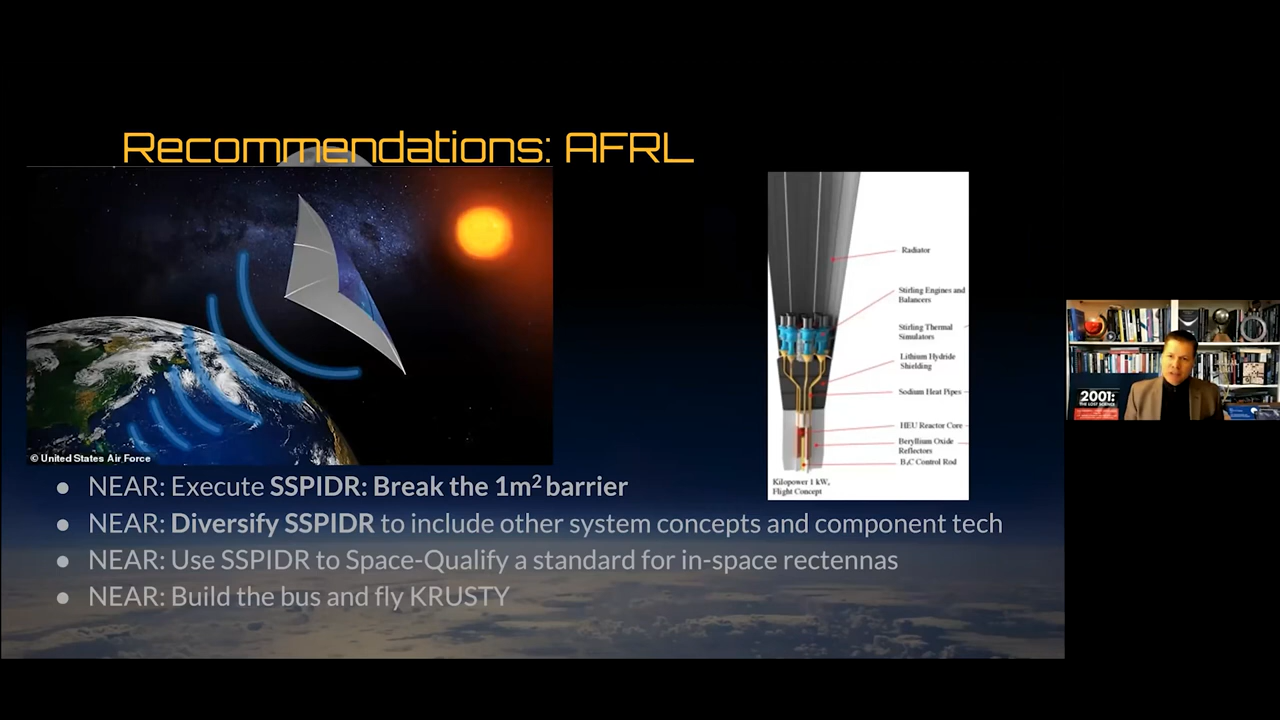 Recommendations: AFRL
© United States Air Force
Radiator
Stirling Engines and
Balancers
Stirling Thermal
Simulators
Lithium Hydride
Shielding
Sodium Heat Pipes
HEU Reactor Core
Beryllium Oxide
Reflectors
B₄C Control Rod
Kilopower 1 kW,
Flight Concept
● NEAR: Execute SSPIDR: Break the 1m² barrier
● NEAR: Diversify SSPIDR to include other system concepts and component tech
● NEAR: Use SSPIDR to Space-Qualify a standard for in-space rectennas
● NEAR: Build the bus and fly KRUSTY
2001:
THE LOST SCIENCE